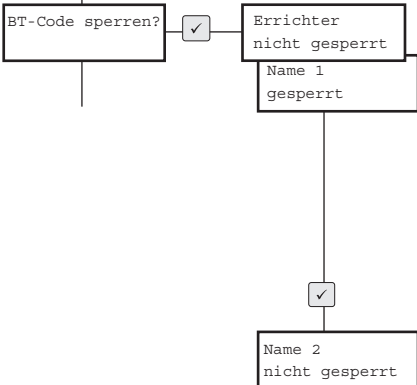 BT-Code sperren?
Errichter
nicht gesperrt
Name 1
gesperrt
Name 2
nicht gesperrt